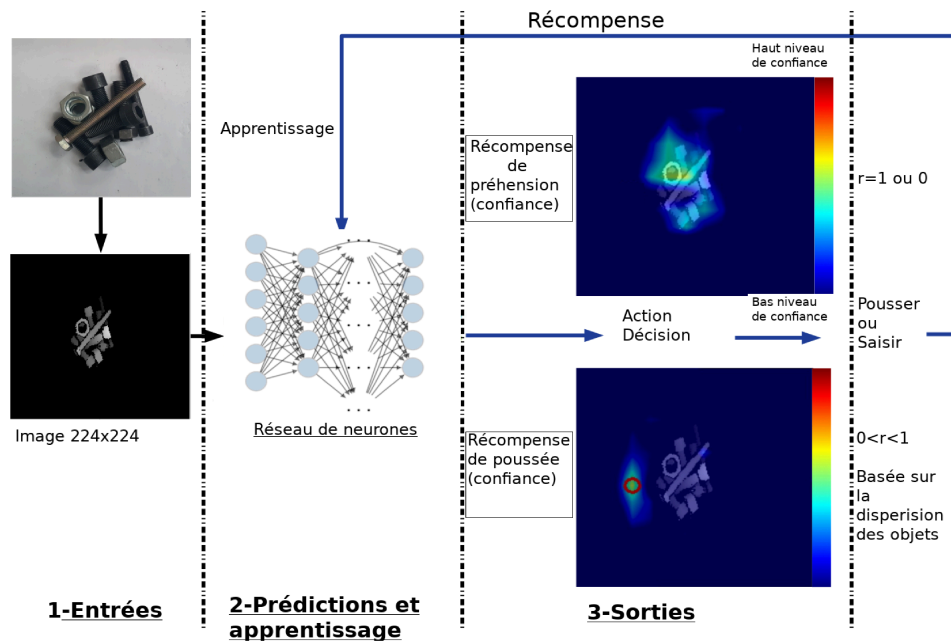 Récompense
Haut niveau
de confiance
Apprentissage
Récompense
de
préhension
(confiance)
r=1 ou 0
Image 224x224
Réseau de neurones
Action
Décision
Bas niveau
de confiance
Pousser
ou
Saisir
Récompense
de poussée
(confiance)
0<r<1
Basée sur
la
disperision
des objets
1-Entrées
2-Prédictions et
apprentissage
3-Sorties